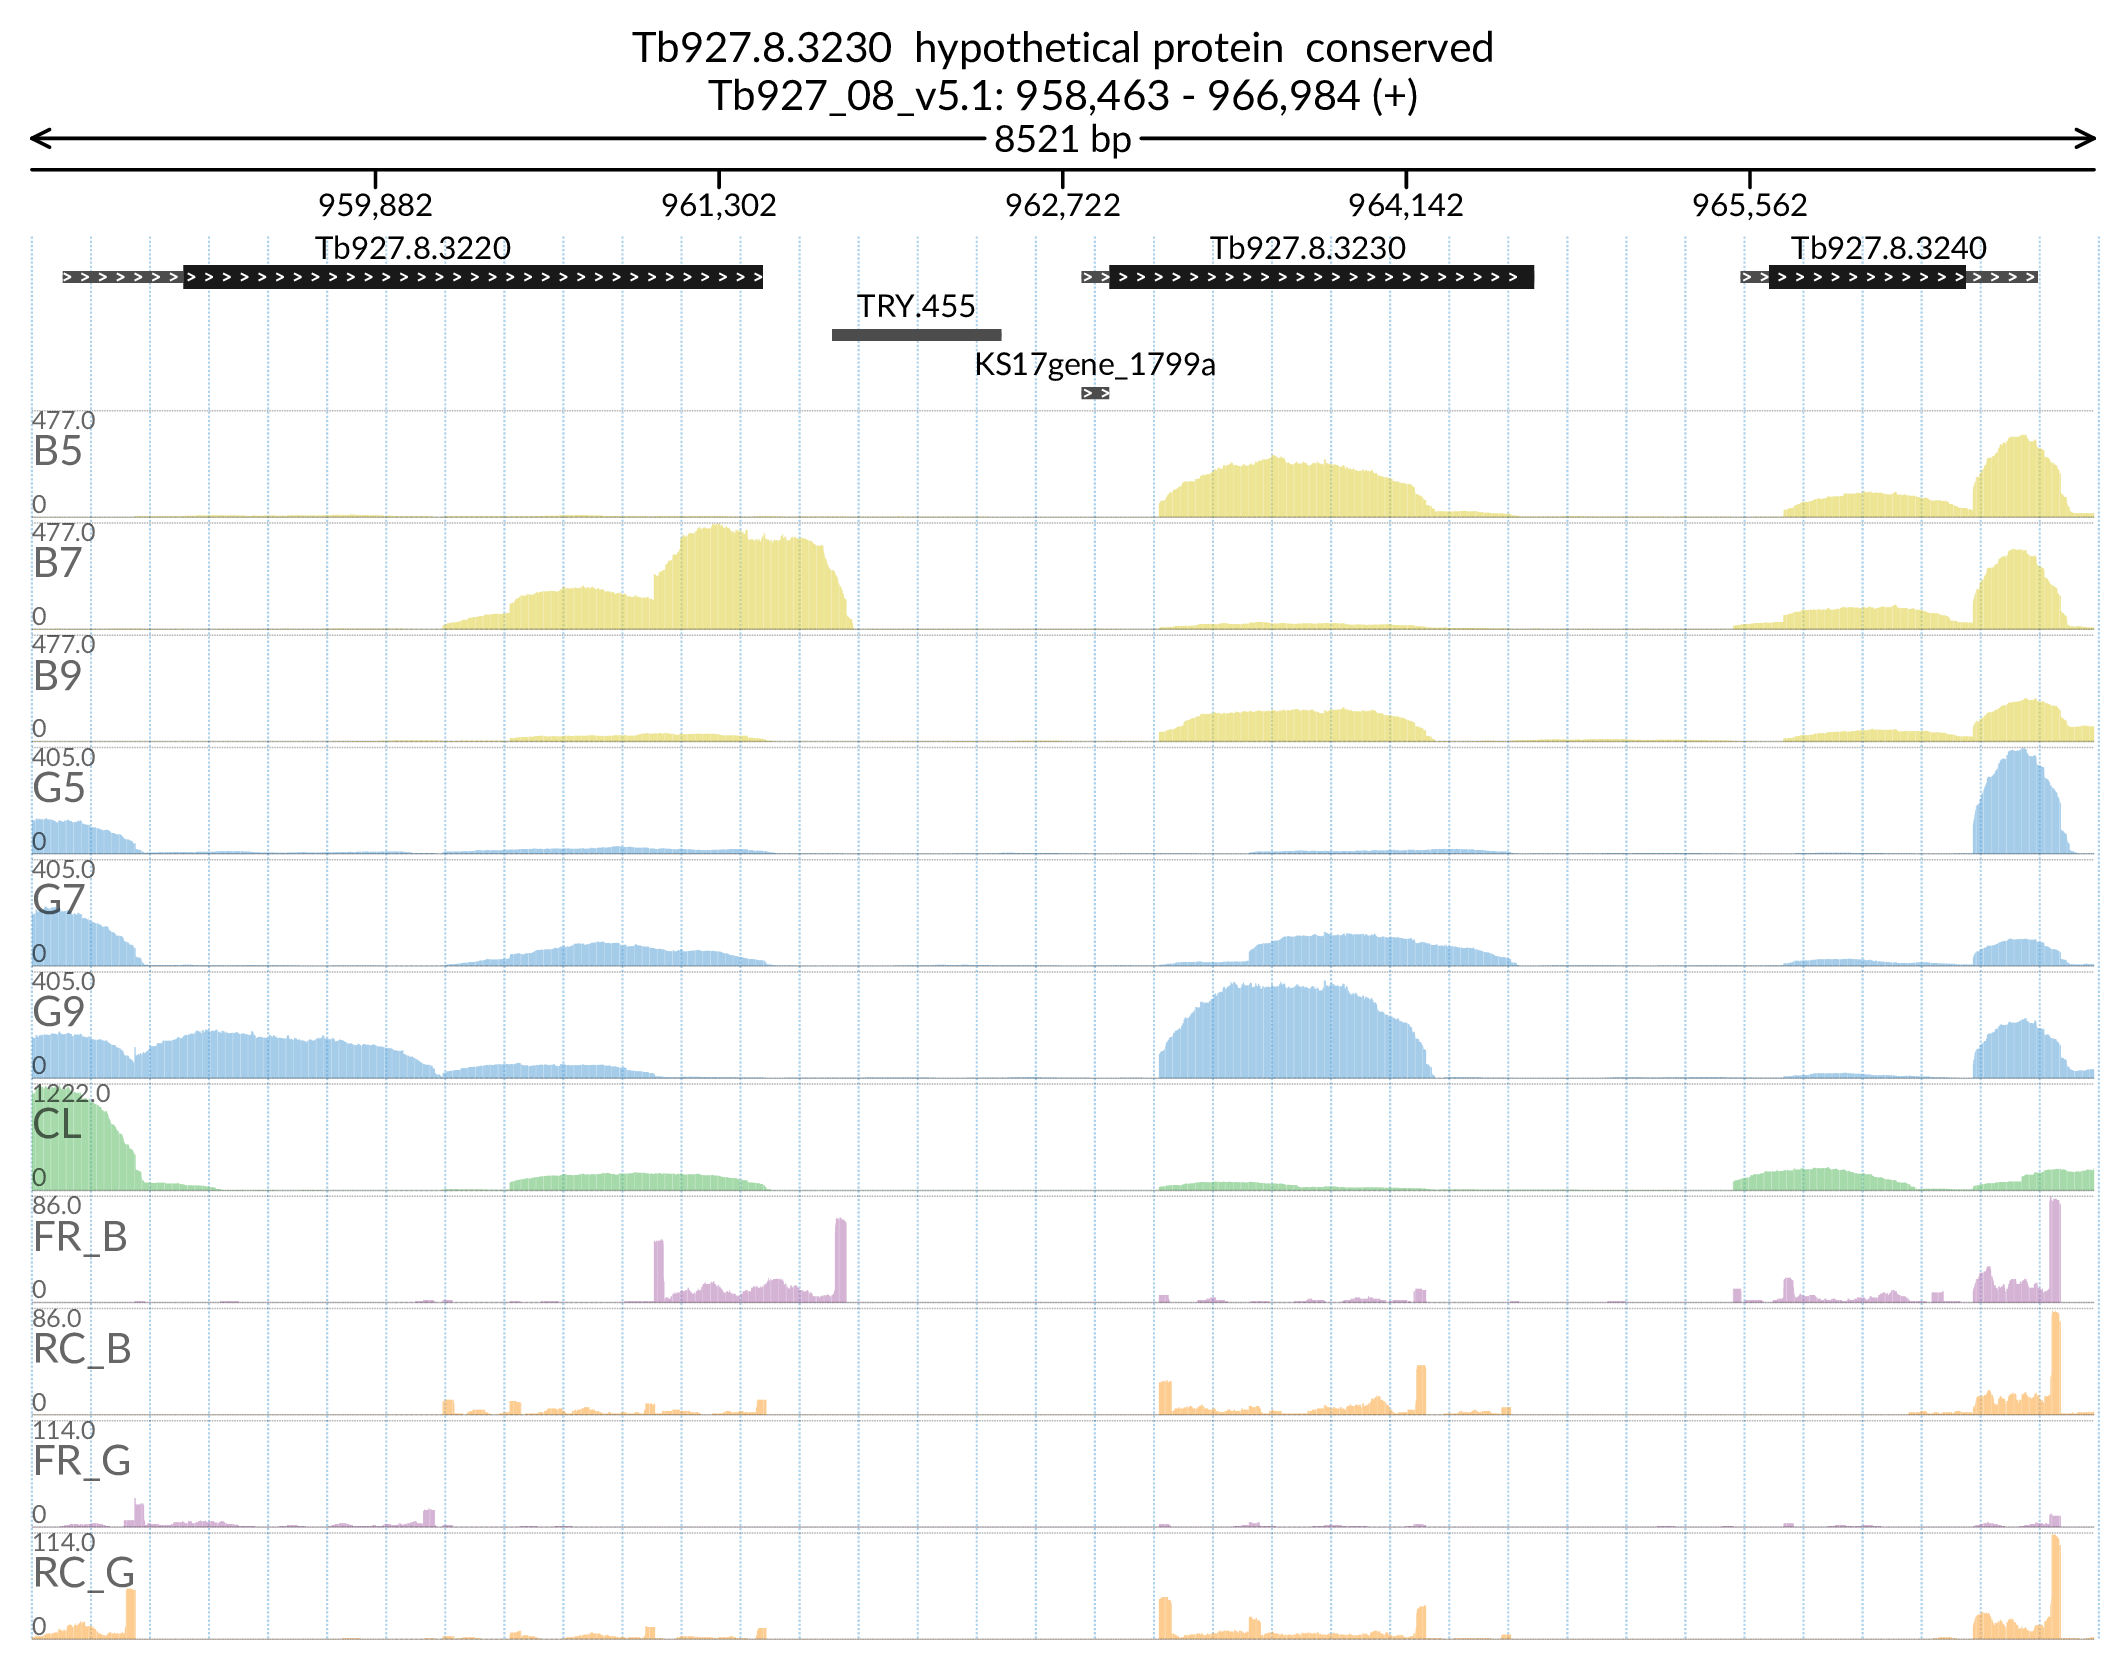 Tb927.8.3230  hypothetical protein  conserved
Tb927_08_v5.1: 958,463 - 966,984 (+)
8521 bp
959,882 961,302 962,722 964,142 965,562
Tb927.8.3220 Tb927.8.3230 Tb927.8.3240
TRY.455
KS17gene_1799a
477.0
B5
0
477.0
B7
0
477.0
B9
0
405.0
G5
0
405.0
G7
0
405.0
G9
0
1222.0
CL
0
86.0
FR_B
0
86.0
RC_B
0
114.0
FR_G
0
114.0
RC_G
0